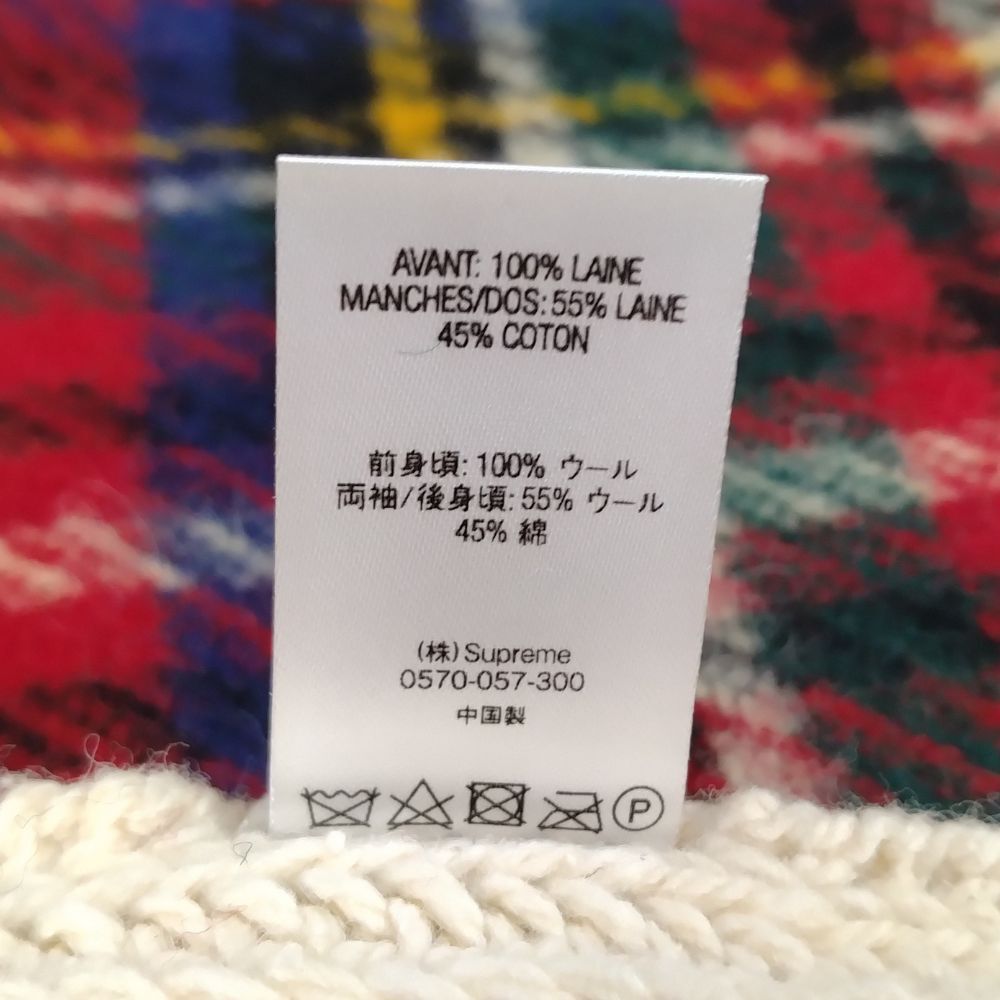 AVANT: 100% LAINE
MANCHES/DOS: 55% LAINE
45% COTON
前身頃: 100% ウール
両袖/後身頃: 55% ウール
45% 綿
(株) Supreme
0570-057-300
中国製
P